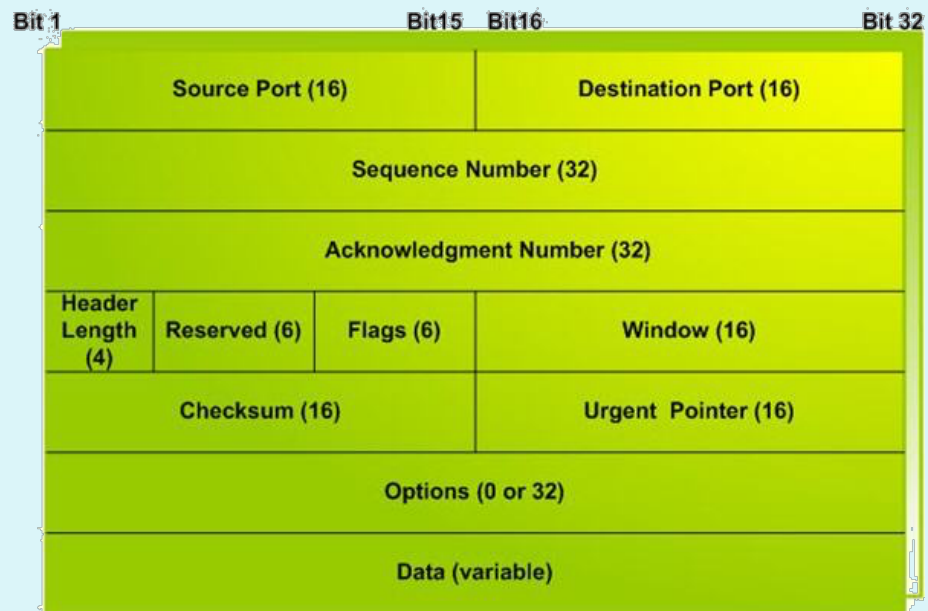 Bit 1 Bit15 Bit16 Bit 32
Source Port (16) Destination Port (16)
Sequence Number (32)
Acknowledgment Number (32)
Header
Length
(4)
Reserved (6) Flags (6) Window (16)
Checksum (16) Urgent Pointer (16)
Options (0 or 32)
Data (variable)